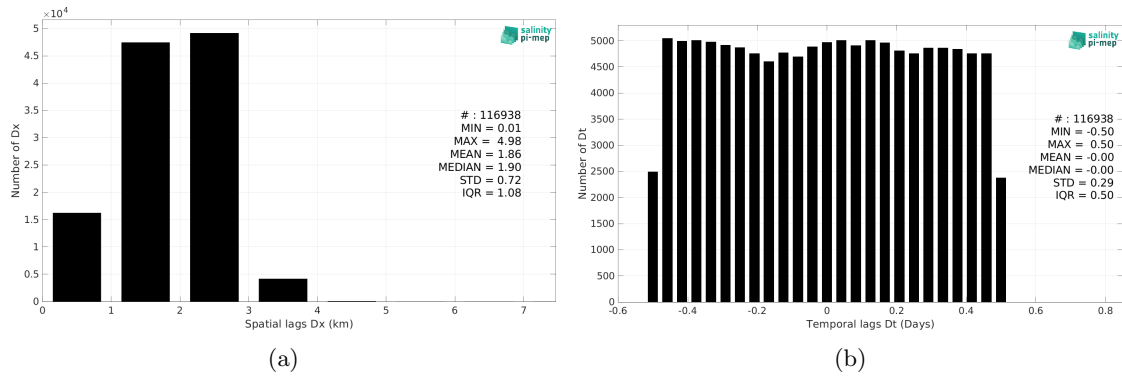 ×10⁴
5
4.5
4
3.5
3
2.5
2
1.5
1
0.5
0
Number of Dx
salinity
pi-mep
# : 116938
MIN = 0.01
MAX = 4.98
MEAN = 1.86
MEDIAN = 1.90
STD = 0.72
IQR = 1.08
0 1 2 3 4 5 6 7
Spatial lags Dx (km)
(a)
5000
4500
4000
3500
3000
2500
2000
1500
1000
500
0
Number of Dt
salinity
pi-mep
# : 116938
MIN = -0.50
MAX = 0.50
MEAN = -0.00
MEDIAN = -0.00
STD = 0.29
IQR = 0.50
-0.6 -0.4 -0.2 0 0.2 0.4 0.6 0.8
Temporal lags Dt (Days)
(b)